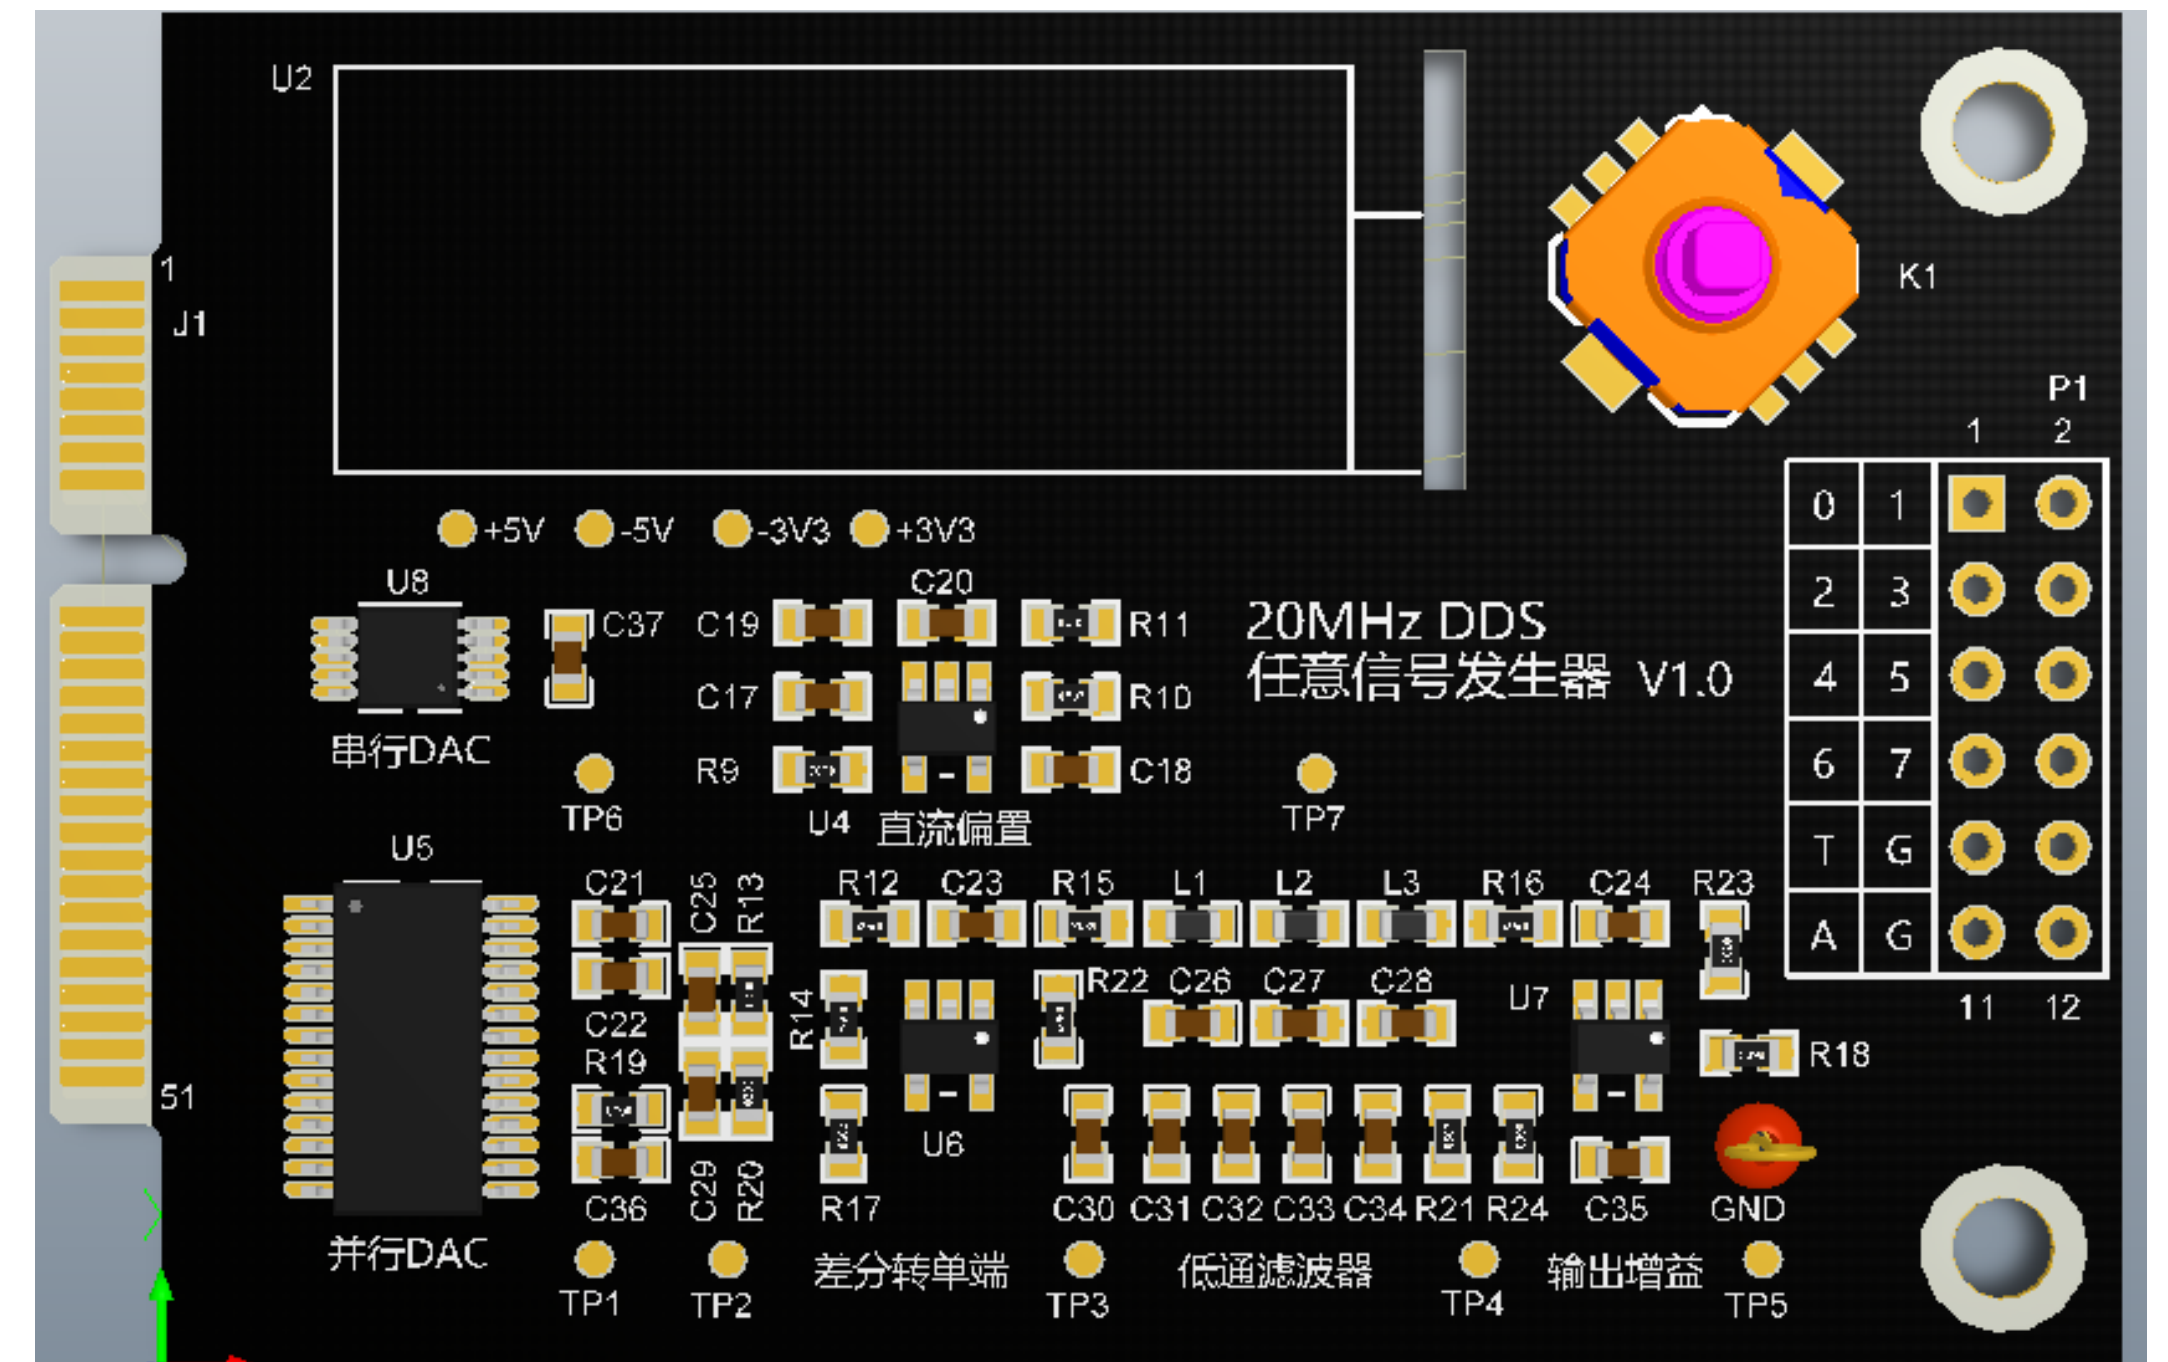 U2
1
J1
K1
P1
1 2
0 1
+5V -5V -3V3 +3V3
U8 C20
2 3
C37 C19 R11
20MHz DDS
任意信号发生器 V1.0
4 5
C17 R10
串行DAC
6 7
R9 C18
TP6 U4 直流偏置 TP7
U5
T G
C21 C25 R13 R12 C23 R15 L1 L2 L3 R16 C24 R23
A G
R22 C26 C27 C28 U7
11 12
C22 R14
R19
R18
51
U6
C36 C29 R20 R17 C30 C31 C32 C33 C34 R21 R24 C35 GND
并行DAC 差分转单端 低通滤波器 输出增益
TP1 TP2 TP3 TP4 TP5